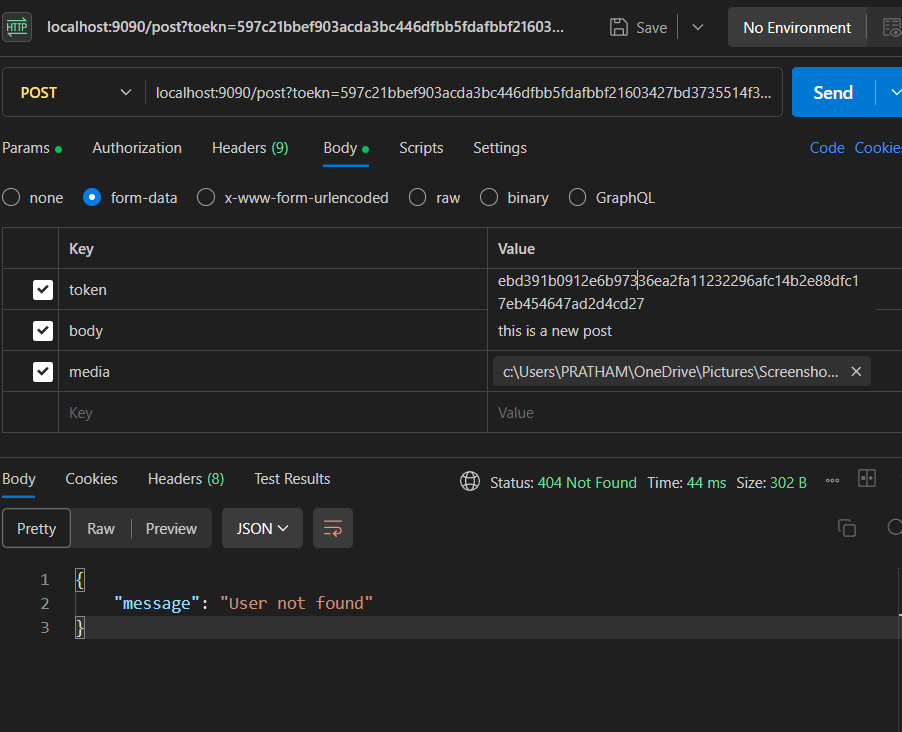 HTTP localhost:9090/post?toekn=597c21bbef903acda3bc446dfbb5fdafbbf21603... Save No Environment
POST localhost:9090/post?toekn=597c21bbef903acda3bc446dfbb5fdafbbf21603427bd3735514f3... Send
Params Authorization Headers (9) Body Scripts Settings Code Cookies
none form-data x-www-form-urlencoded raw binary GraphQL
Key Value
token ebd391b0912e6b97336ea2fa11232296afc14b2e88dfc1
7eb454647ad2d4cd27
body this is a new post
media c:\Users\PRATHAM\OneDrive\Pictures\Screensho...
Key Value
Body Cookies Headers (8) Test Results Status: 404 Not Found Time: 44 ms Size: 302 B
Pretty Raw Preview JSON
1 {
2 "message": "User not found"
3 }